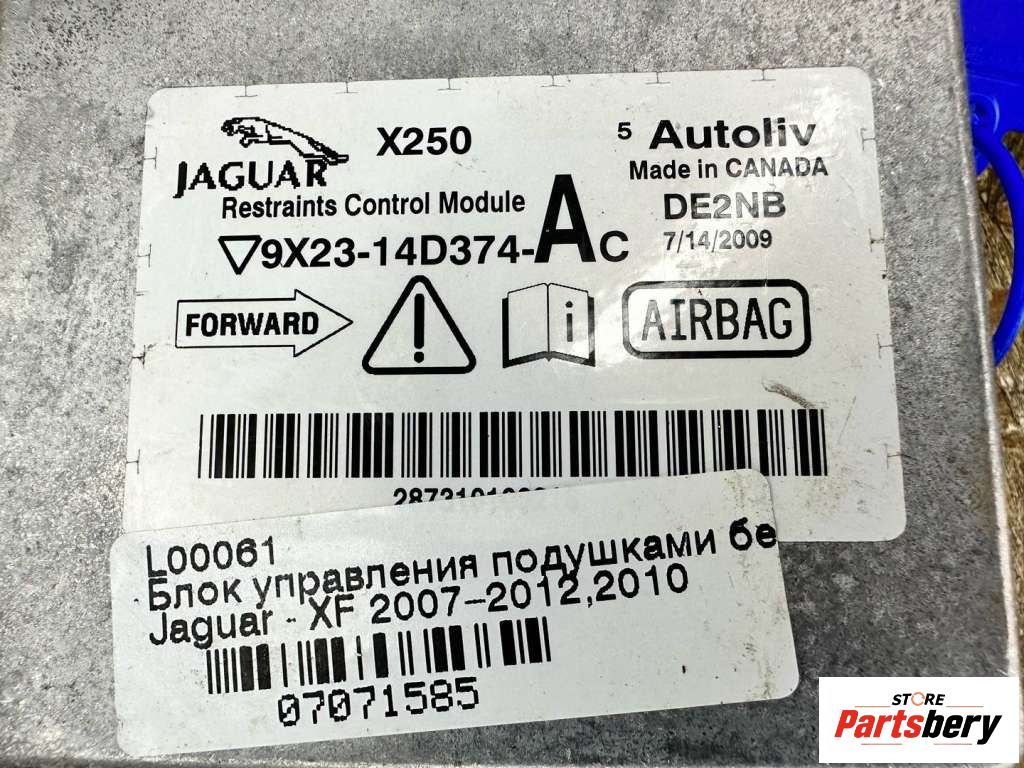 JAGUAR
X250
5 Autoliv
Made in CANADA
Restraints Control Module
DE2NB
9X23-14D374-AC
7/14/2009
FORWARD
i
AIRBAG
L00061
Блок управления подушками бе
Jaguar - XF 2007-2012,2010
07071585
STORE
Partsbery